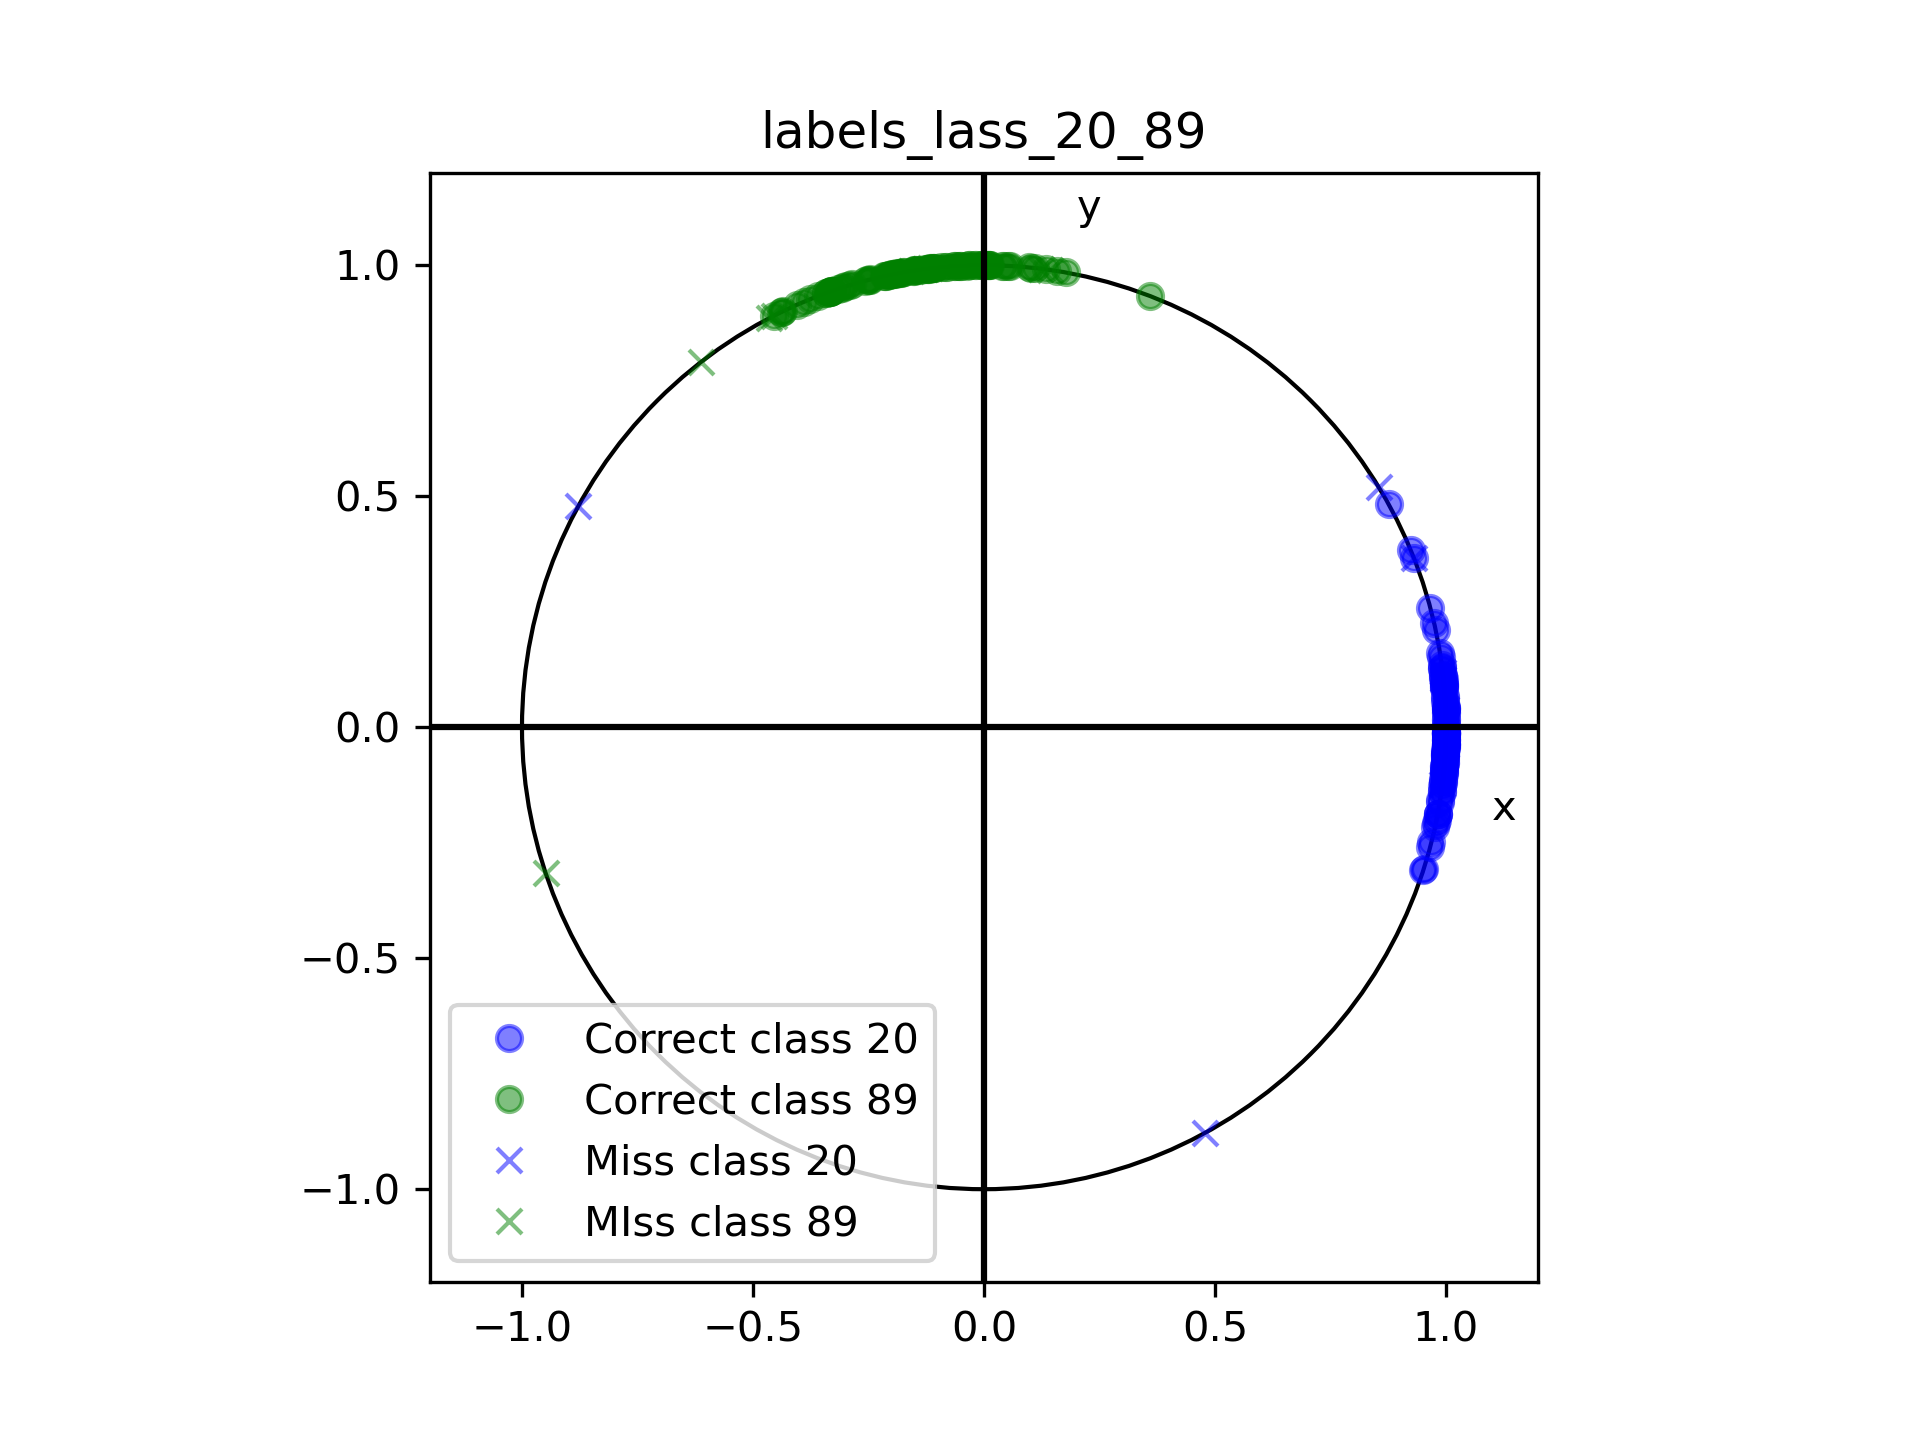 labels_lass_20_89
y
1.0
0.5
0.0
x
−0.5
−1.0
Correct class 20
Correct class 89
Miss class 20
MIss class 89
−1.0 −0.5 0.0 0.5 1.0